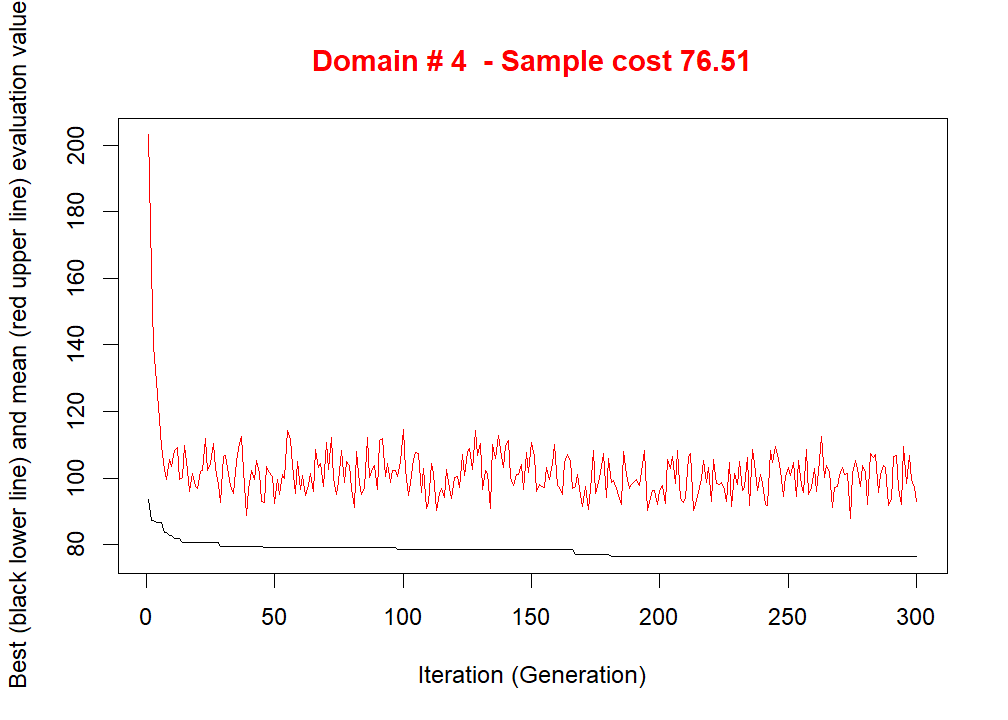 Domain # 4  - Sample cost 76.51
Best (black lower line) and mean (red upper line) evaluation value
200
180
160
140
120
100
80
0 50 100 150 200 250 300
Iteration (Generation)